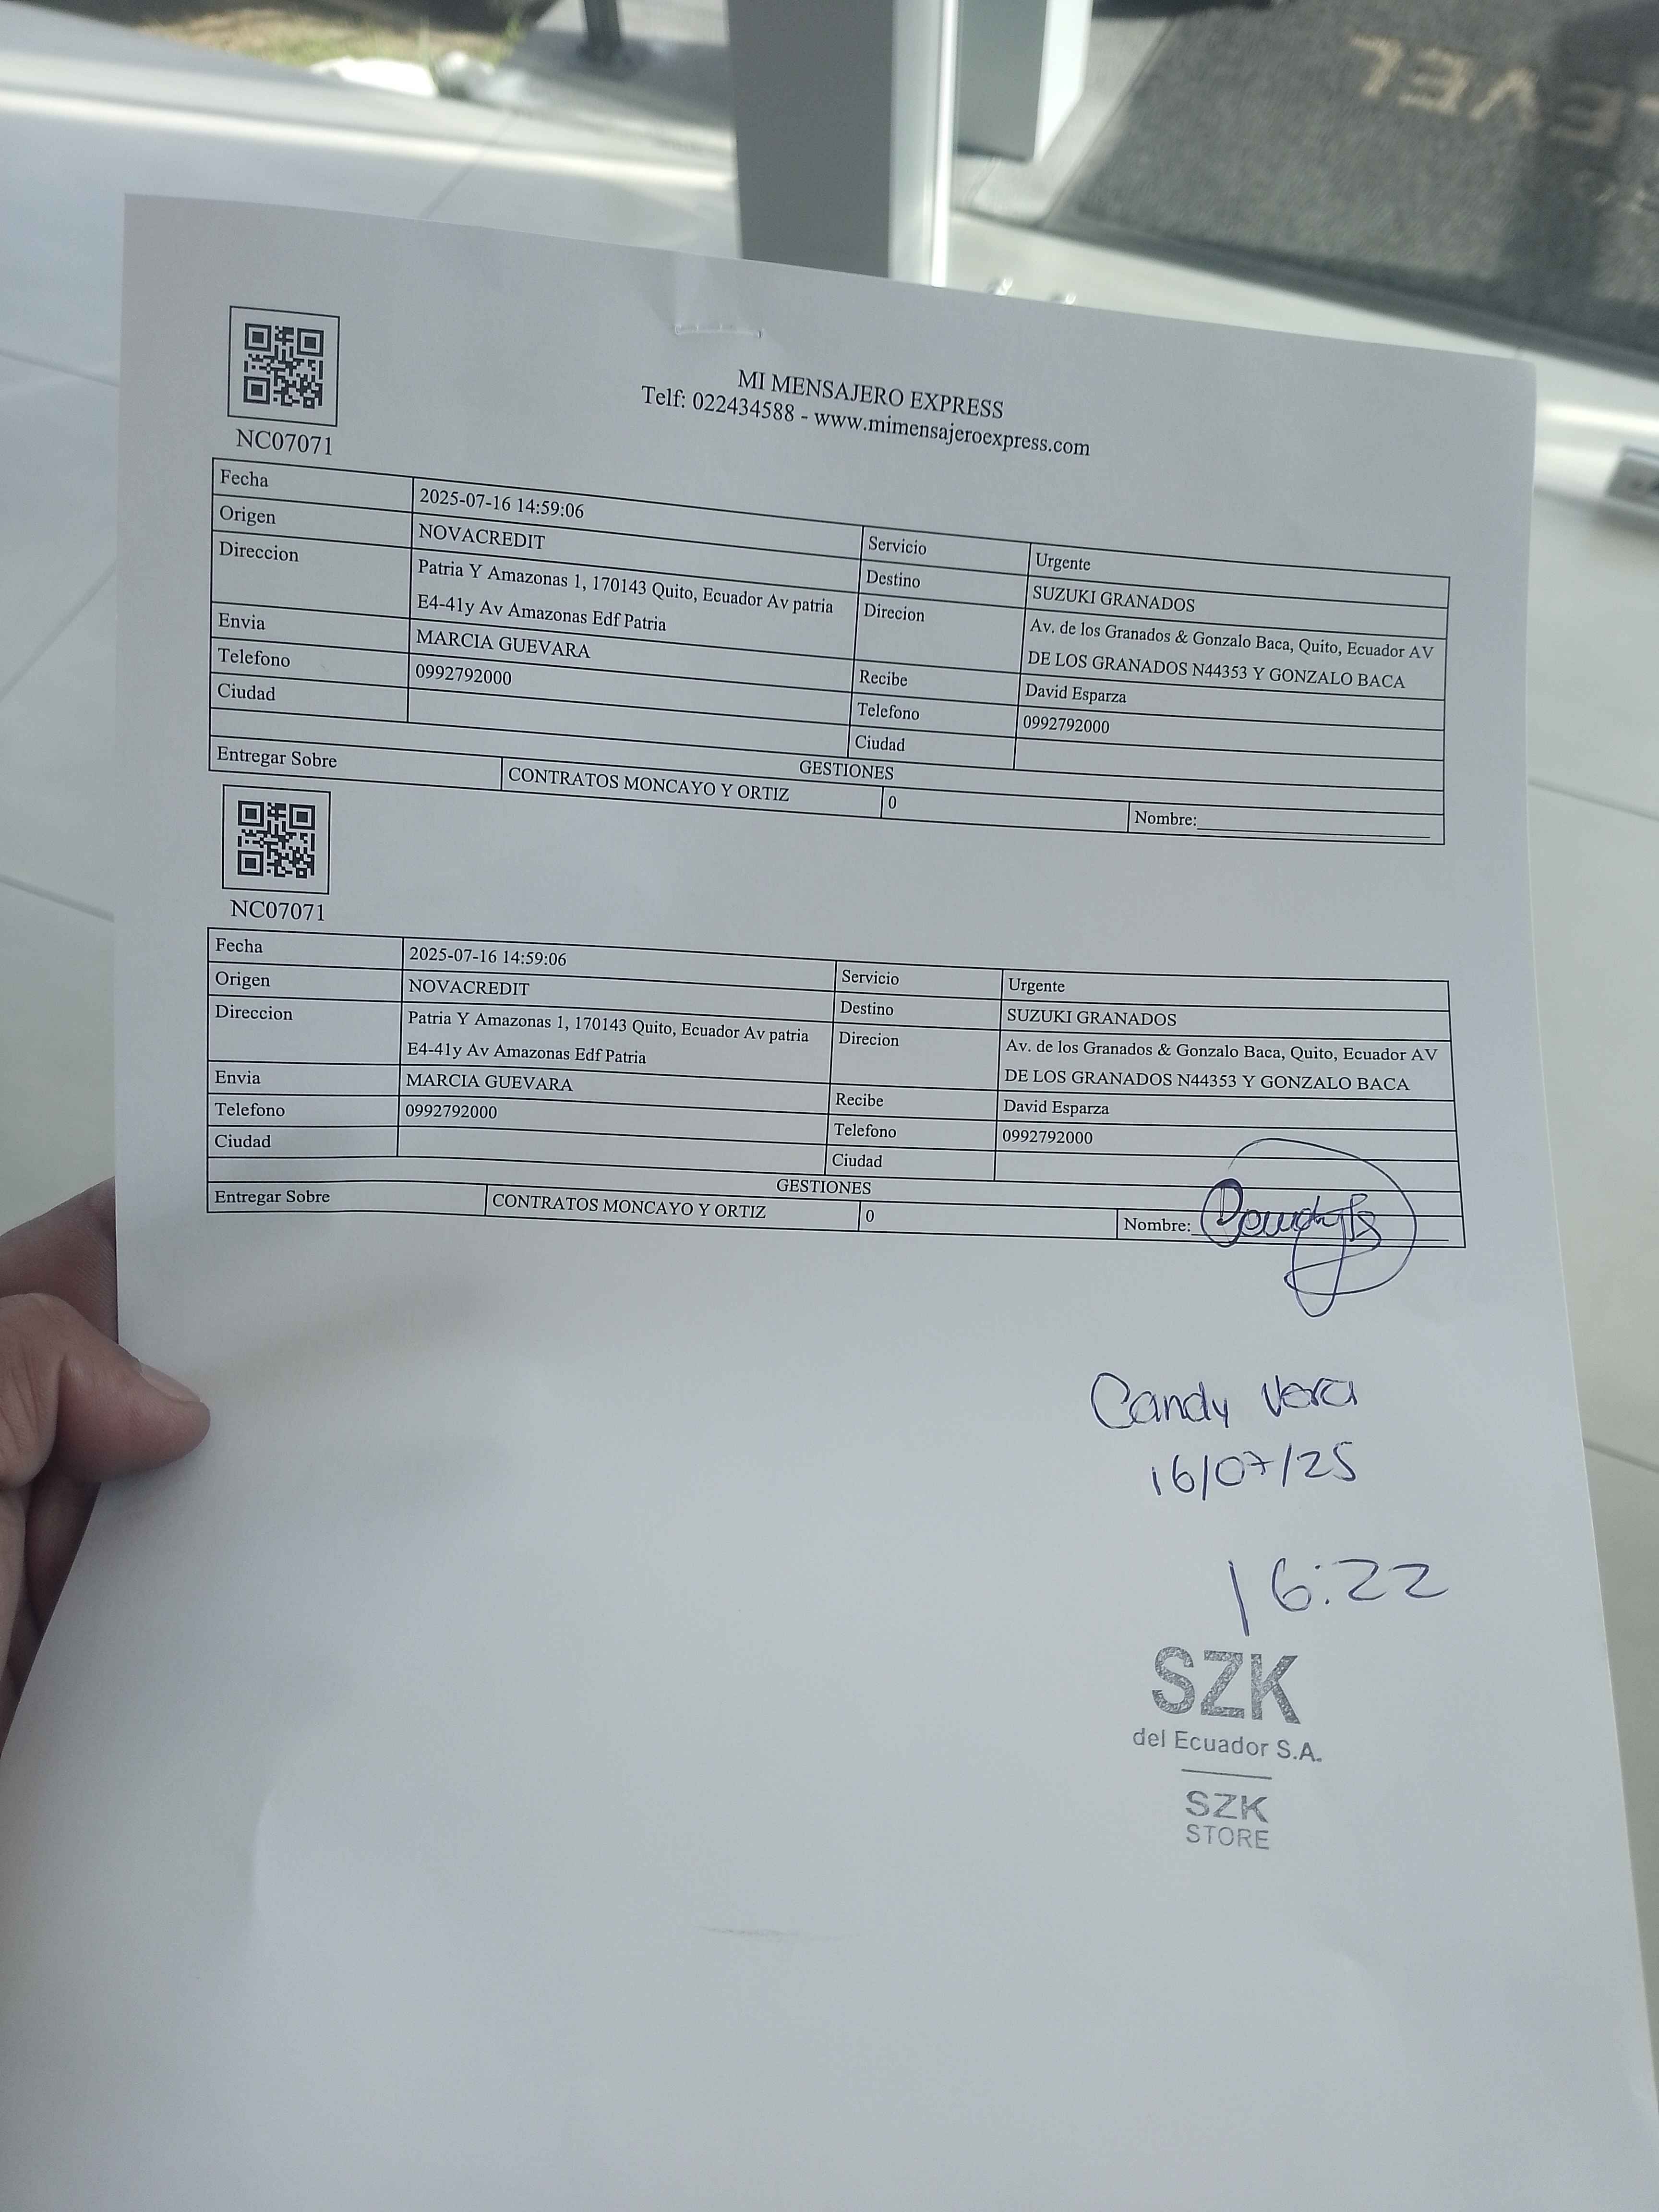 EVEL
NC07071
MI MENSAJERO EXPRESS
Telf: 022434588 - www.mimensajeroexpress.com
Fecha 2025-07-16 14:59:06 Servicio Urgente
Origen NOVACREDIT Destino SUZUKI GRANADOS
Direccion Patria Y Amazonas 1, 170143 Quito, Ecuador Av patria Direcion Av. de los Granados & Gonzalo Baca, Quito, Ecuador AV
E4-41y Av Amazonas Edf Patria DE LOS GRANADOS N44353 Y GONZALO BACA
Envia MARCIA GUEVARA Recibe David Esparza
Telefono 0992792000 Telefono 0992792000
Ciudad Ciudad
GESTIONES
Entregar Sobre CONTRATOS MONCAYO Y ORTIZ 0 Nombre:
NC07071
Fecha 2025-07-16 14:59:06 Servicio Urgente
Origen NOVACREDIT Destino SUZUKI GRANADOS
Direccion Patria Y Amazonas 1, 170143 Quito, Ecuador Av patria Direcion Av. de los Granados & Gonzalo Baca, Quito, Ecuador AV
E4-41y Av Amazonas Edf Patria DE LOS GRANADOS N44353 Y GONZALO BACA
Envia MARCIA GUEVARA Recibe David Esparza
Telefono 0992792000 Telefono 0992792000
Ciudad Ciudad
GESTIONES
Entregar Sobre CONTRATOS MONCAYO Y ORTIZ 0 Nombre:
Candy Vera
16/07/25
16:22
SZK
del Ecuador S.A.
SZK
STORE